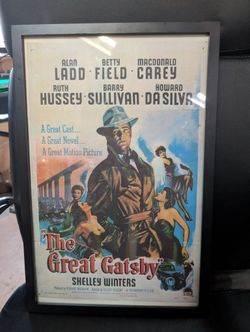 ALAN BETTY MACDONALD
LADD FIELD CAREY
RUTH BARRY HOWARD
HUSSEY SULLIVAN DA SILVA
A Great Cast...
A Great Novel...
A Great Motion Picture
"The
Great Gatsby"
SHELLEY WINTERS